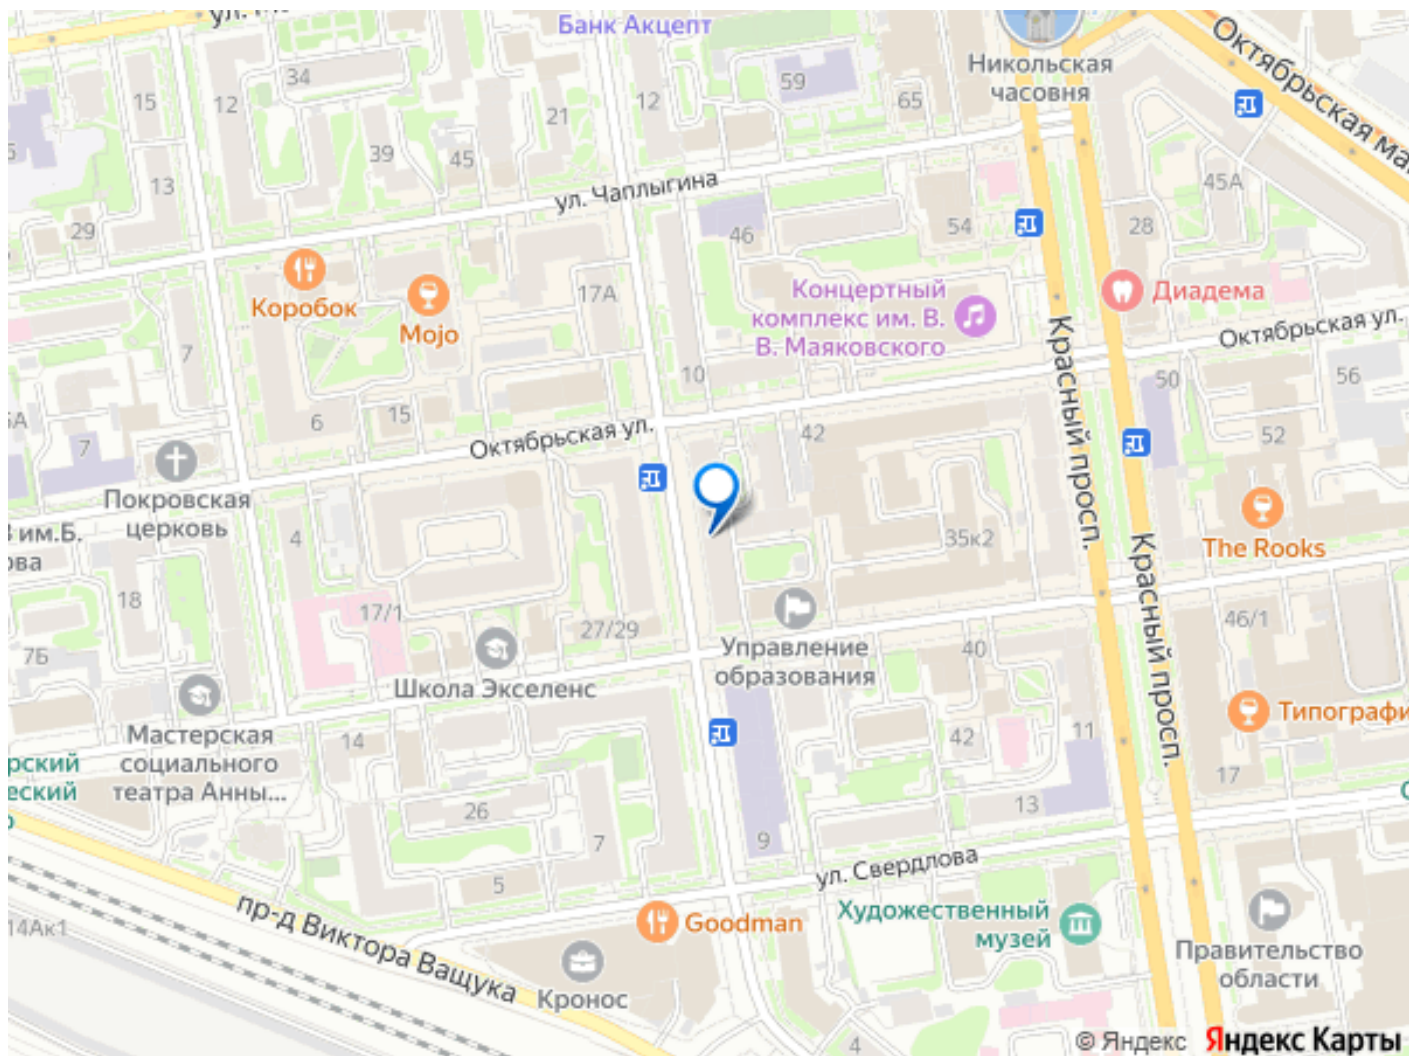 Банк Акцепт
Никольская
часовня
Октябрьская ма
34
15
12
59
12
65
21
39
45
13
45А
ул. Чаплыгина
29
46
54
28
Коробок
Mojo
17А
Концертный
комплекс им. В.
В. Маяковского
Диадема
Октябрьская ул.
Красный просп.
7
10
50
56
6
15
42
52
7
Октябрьская ул.
Покровская
церковь
им.Б.
ова
4
35к2
The Rooks
Красный просп.
18
17/1
27/29
46/1
7Б
Школа Экселенс
Управление
образования
40
Мастерская
социального
театра Анны...
рский
еский
о
14
42
11
Типографи
17
26
13
7
9
5
ул. Свердлова
пр-д Виктора Ващука
14Ак1
Goodman
Художественный
музей
Правительство
области
Кронос
4
© Яндекс Яндекс Карты